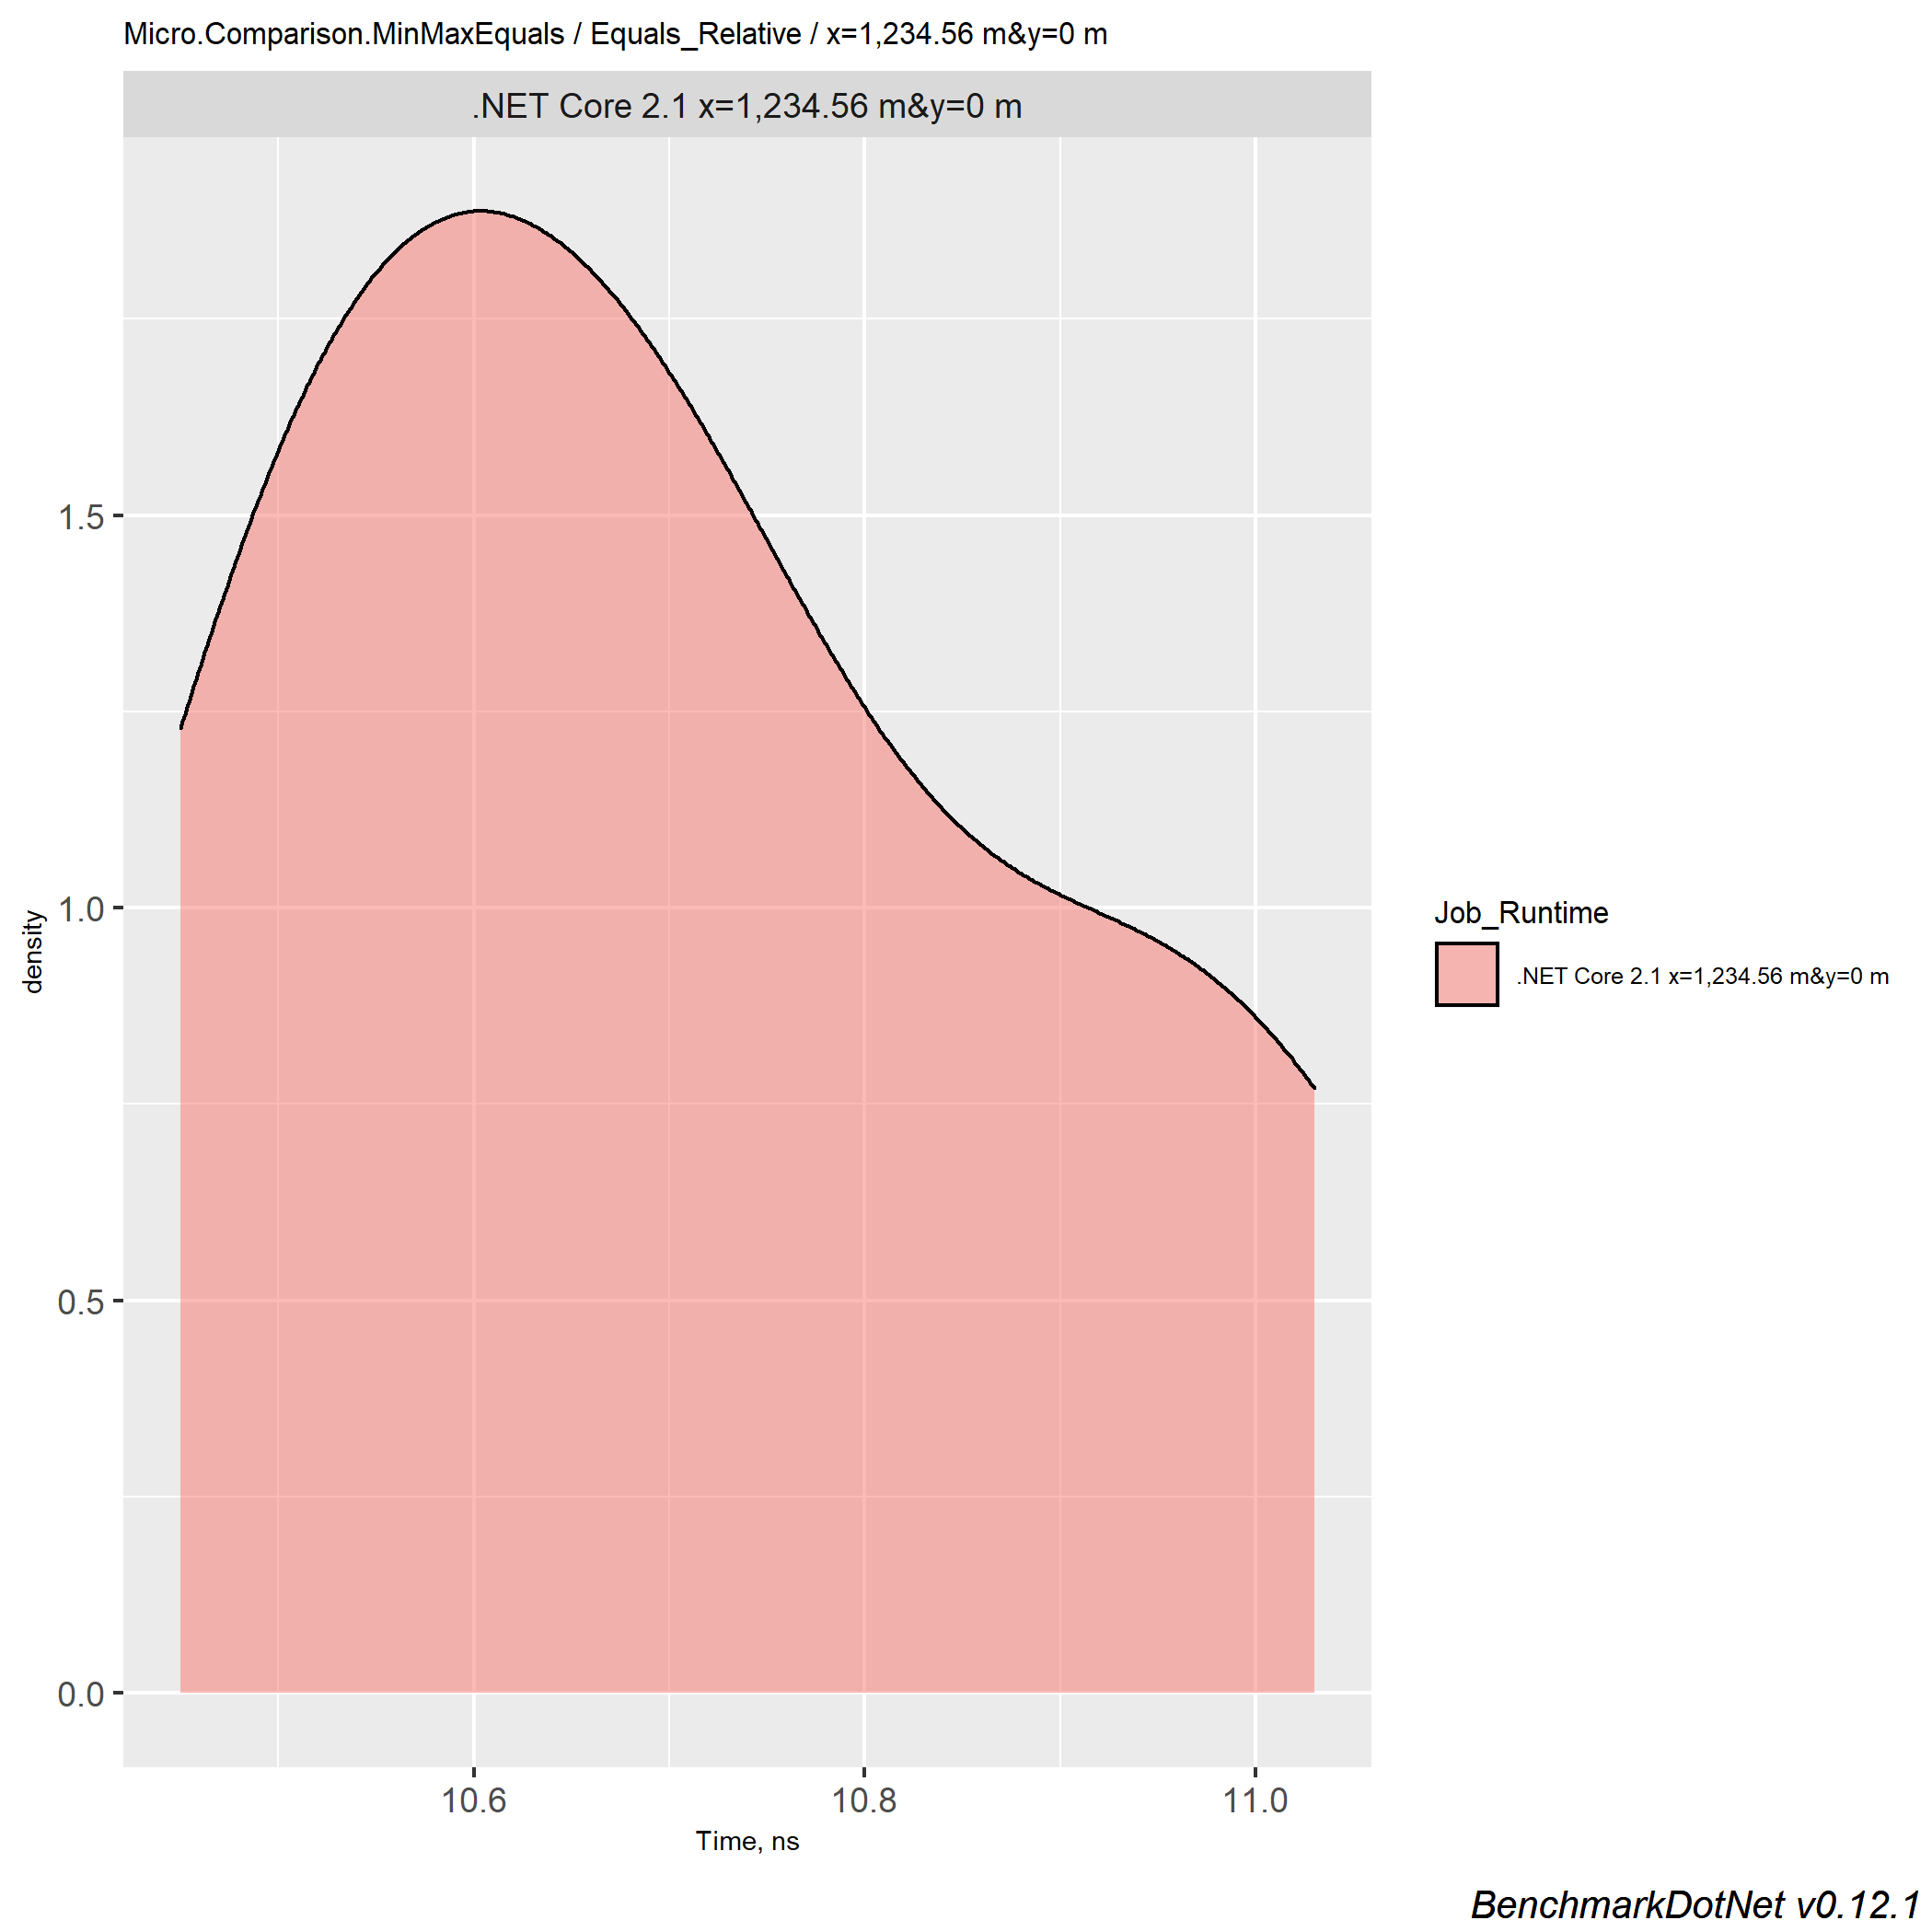 Micro.Comparison.MinMaxEquals / Equals_Relative / x=1,234.56 m&y=0 m
.NET Core 2.1 x=1,234.56 m&y=0 m
1.5
1.0
0.5
0.0
density
10.6
10.8
11.0
Time, ns
Job_Runtime
.NET Core 2.1 x=1,234.56 m&y=0 m
BenchmarkDotNet v0.12.1